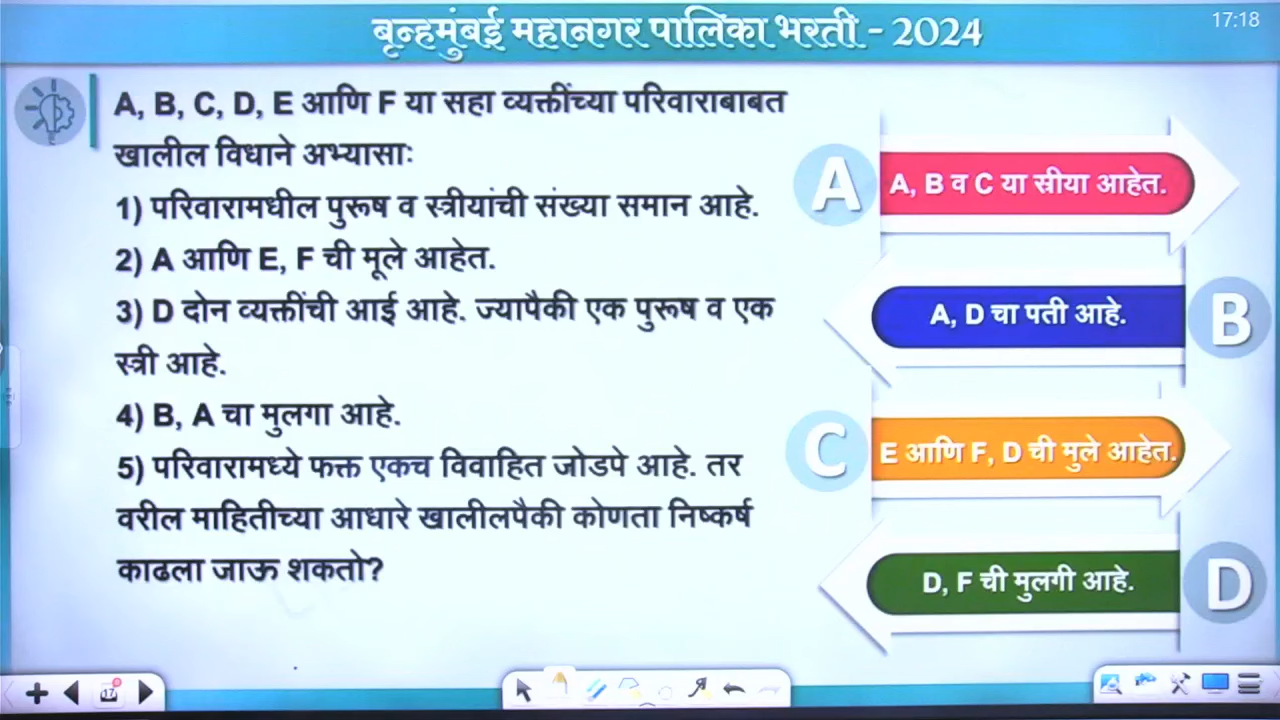 बृन्हमुंबई महानगर पालिका भरती - 2024
17:18
A, B, C, D, E आणि F या सहा व्यक्तींच्या परिवाराबाबत
खालील विधाने अभ्यासाः
1) परिवारामधील पुरूष व स्त्रीयांची संख्या समान आहे.
2) A आणि E, F ची मूले आहेत.
3) D दोन व्यक्तींची आई आहे. ज्यापैकी एक पुरूष व एक
स्त्री आहे.
4) B, A चा मुलगा आहे.
5) परिवारामध्ये फक्त एकच विवाहित जोडपे आहे. तर
वरील माहितीच्या आधारे खालीलपैकी कोणता निष्कर्ष
काढला जाऊ शकतो?
A
A, B व C या स्रीया आहेत.
A, D चा पती आहे.
B
C
E आणि F, D ची मुले आहेत.
D, F ची मुलगी आहे.
D
17